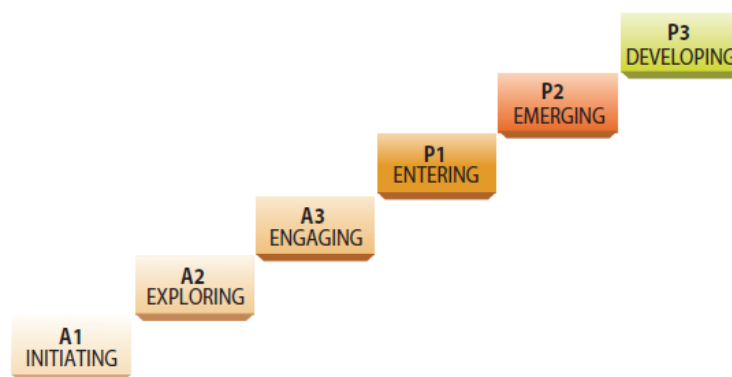 P3
DEVELOPING
P2
EMERGING
P1
ENTERING
A3
ENGAGING
A2
EXPLORING
A1
INITIATING